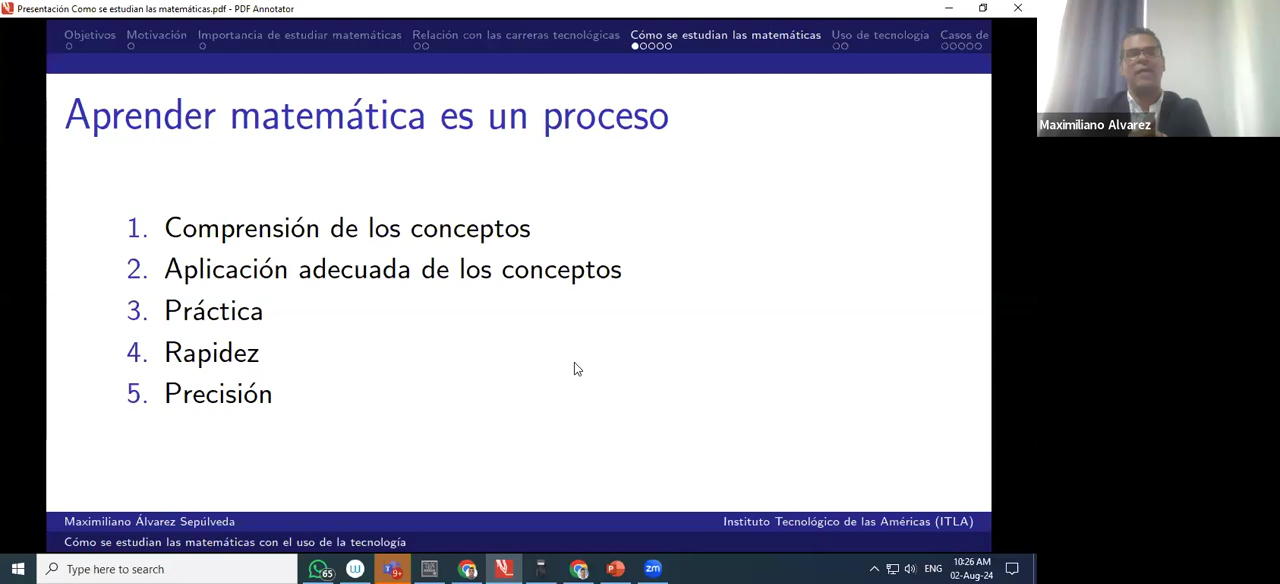 Presentación Como se estudian las matemáticas.pdf - PDF Annotator
Objetivos Motivación Importancia de estudiar matemáticas Relación con las carreras tecnológicas Cómo se estudian las matemáticas Uso de tecnología Casos de
Maximiliano Alvarez
Aprender matemática es un proceso
1. Comprensión de los conceptos
2. Aplicación adecuada de los conceptos
3. Práctica
4. Rapidez
5. Precisión
Maximiliano Álvarez Sepúlveda Instituto Tecnológico de las Américas (ITLA)
Cómo se estudian las matemáticas con el uso de la tecnología
Type here to search 65 W 9+ zm ENG 10:26 AM
02-Aug-24